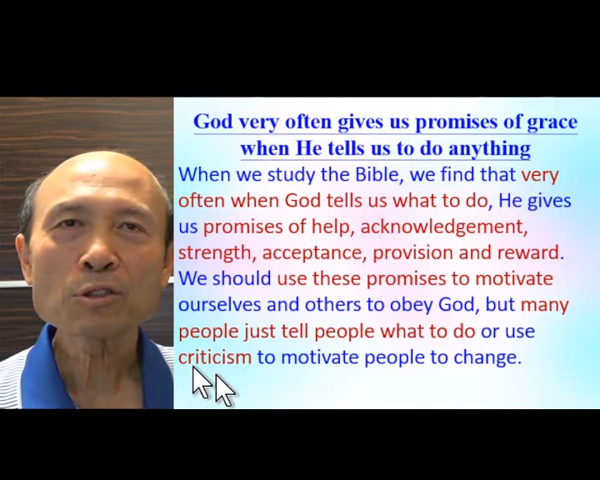 God very often gives us promises of grace
when He tells us to do anything
When we study the Bible, we find that very
often when God tells us what to do, He gives
us promises of help, acknowledgement,
strength, acceptance, provision and reward.
We should use these promises to motivate
ourselves and others to obey God, but many
people just tell people what to do or use
criticism to motivate people to change.